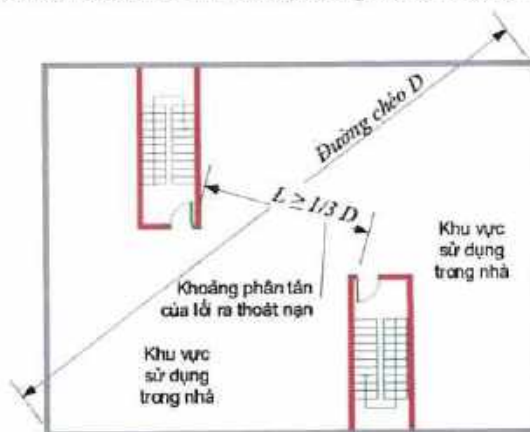 Đường chéo D
L ≥ 1/3 D
Khu vực
sử dụng
trong nhà
Khoảng phân tán
của lối ra thoát nạn
Khu vực
sử dụng
trong nhà